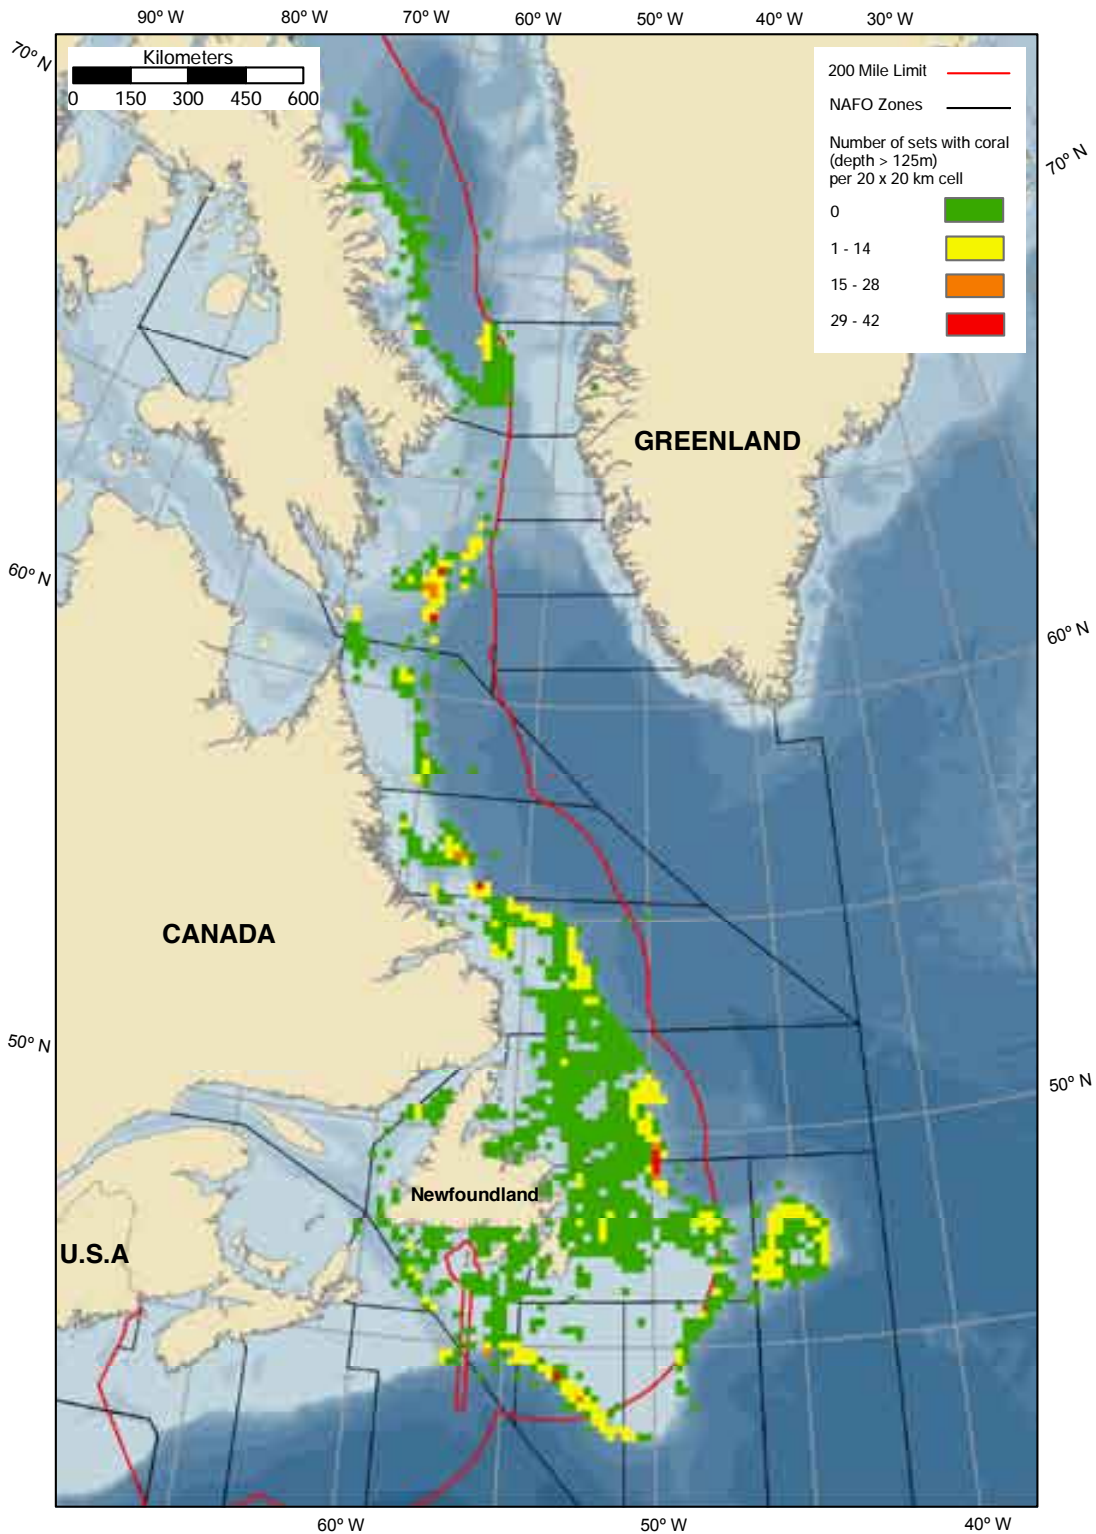 90° W 80° W 70° W 60° W 50° W 40° W 30° W
70° N
Kilometers
0 150 300 450 600
200 Mile Limit
NAFO Zones
Number of sets with coral
(depth > 125m)
per 20 x 20 km cell
0
1 - 14
15 - 28
29 - 42
70° N
GREENLAND
60° N
60° N
CANADA
50° N
50° N
Newfoundland
U.S.A
60° W 50° W 40° W